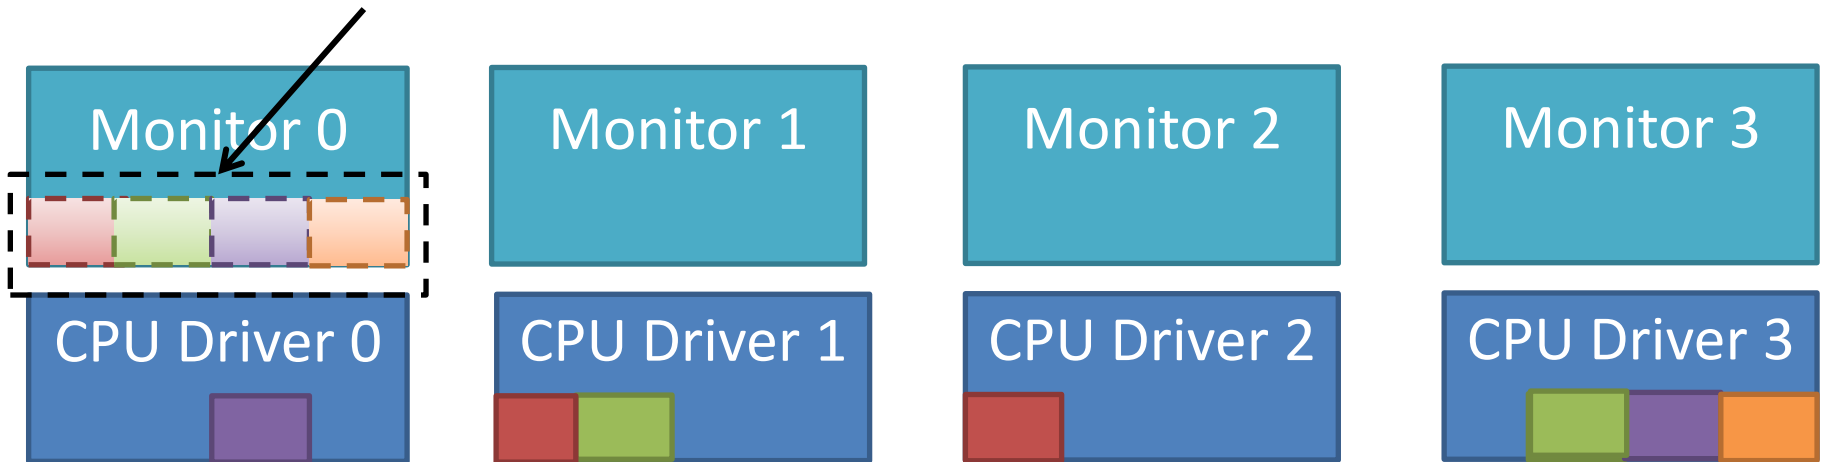 Monitor 0
Monitor 1
Monitor 2
Monitor 3
CPU Driver 0
CPU Driver 1
CPU Driver 2
CPU Driver 3